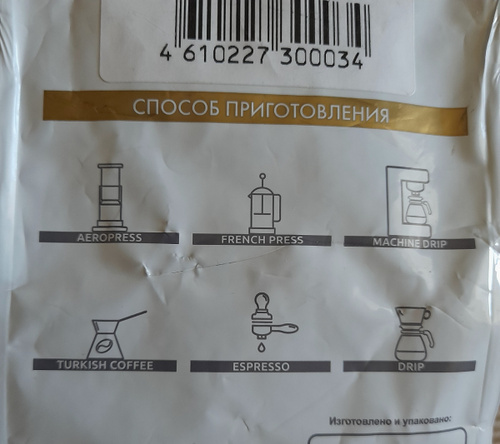 4 610227 300034
СПОСОБ ПРИГОТОВЛЕНИЯ
AEROPRESS FRENCH PRESS MACHINE DRIP
TURKISH COFFEE ESPRESSO DRIP
Изготовлено и упаковано: